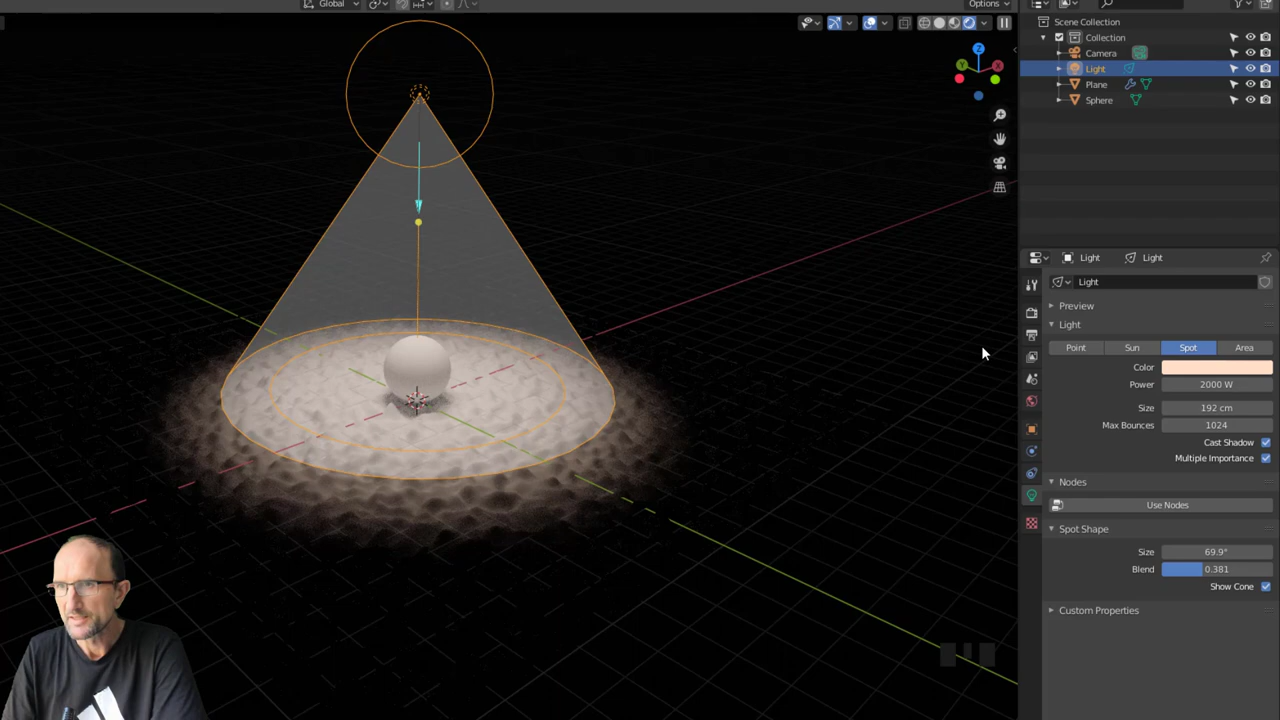 Global
Options
Scene Collection
Collection
Camera
Light
Plane
Sphere
Z
Y
X
Light
Light
Light
Preview
Light
Point
Sun
Spot
Area
Color
Power
2000 W
Size
192 cm
Max Bounces
1024
Cast Shadow
Multiple Importance
Nodes
Use Nodes
Spot Shape
Size
69.9°
Blend
0.381
Show Cone
Custom Properties